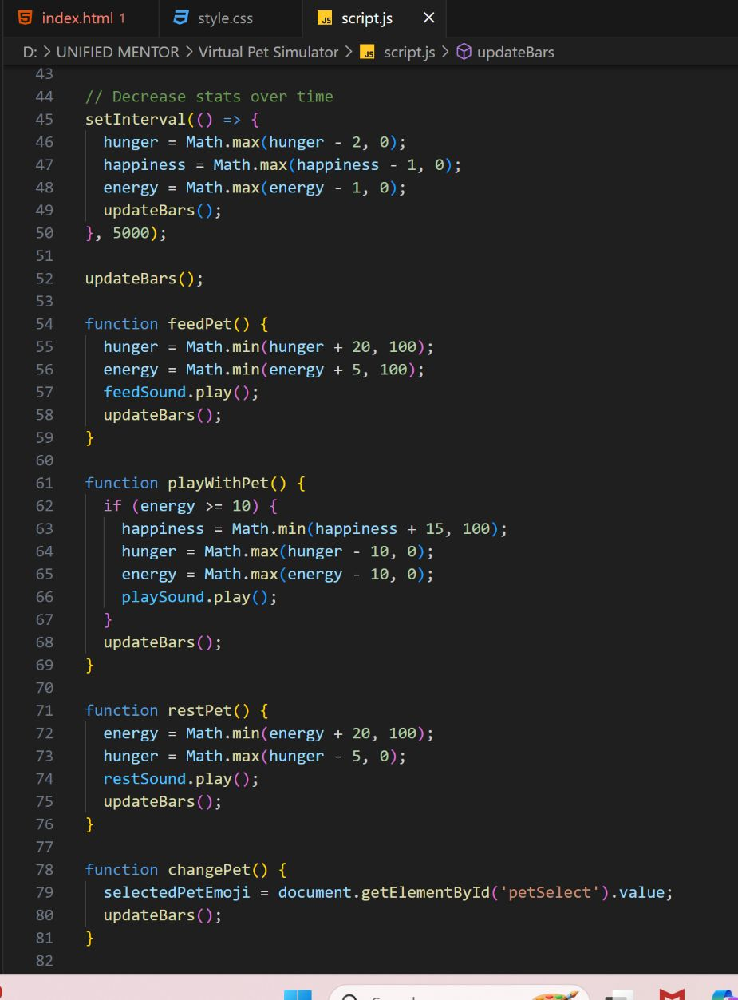 index.html 1
style.css
JS script.js
D: > UNIFIED MENTOR > Virtual Pet Simulator > JS script.js > updateBars
43
44 // Decrease stats over time
45 setInterval(() => {
46   hunger = Math.max(hunger - 2, 0);
47   happiness = Math.max(happiness - 1, 0);
48   energy = Math.max(energy - 1, 0);
49   updateBars();
50 }, 5000);
51
52 updateBars();
53
54 function feedPet() {
55   hunger = Math.min(hunger + 20, 100);
56   energy = Math.min(energy + 5, 100);
57   feedSound.play();
58   updateBars();
59 }
60
61 function playWithPet() {
62   if (energy >= 10) {
63     happiness = Math.min(happiness + 15, 100);
64     hunger = Math.max(hunger - 10, 0);
65     energy = Math.max(energy - 10, 0);
66     playSound.play();
67   }
68   updateBars();
69 }
70
71 function restPet() {
72   energy = Math.min(energy + 20, 100);
73   hunger = Math.max(hunger - 5, 0);
74   restSound.play();
75   updateBars();
76 }
77
78 function changePet() {
79   selectedPetEmoji = document.getElementById('petSelect').value;
80   updateBars();
81 }
82